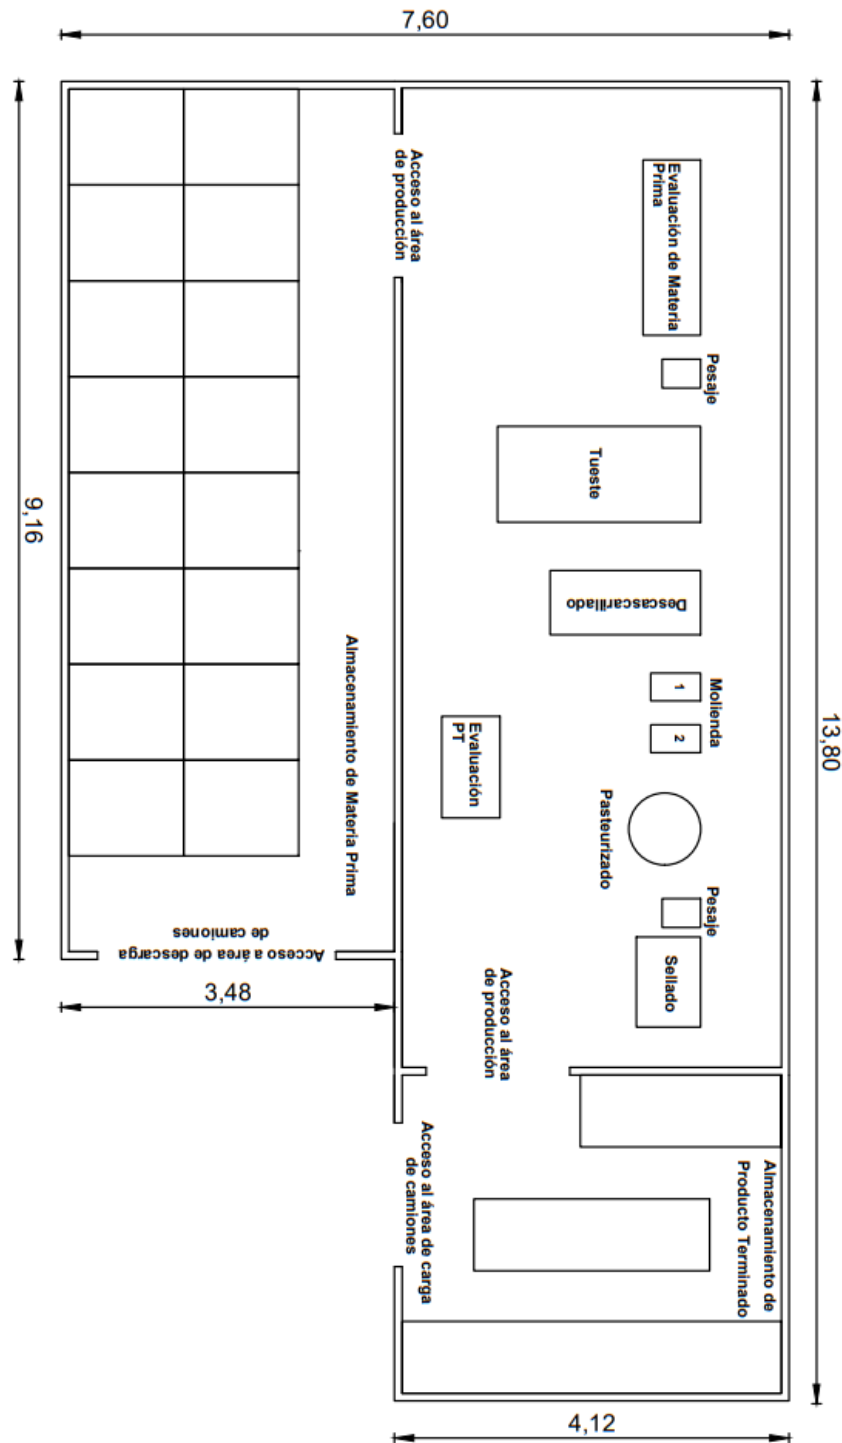 7,60
Acceso al área
de producción
Evaluación de Materia
Prima
Pesaje
Tueste
9,16
Descascarillado
Almacenamiento de Materia Prima
1
Molienda
2
13,80
Evaluación
PT
Pasteurizado
Pesaje
Acceso a área de descarga
de camiones
Sellado
3,48
Acceso al área
de producción
Acceso al área de carga
de camiones
Almacenamiento de
Producto Terminado
4,12